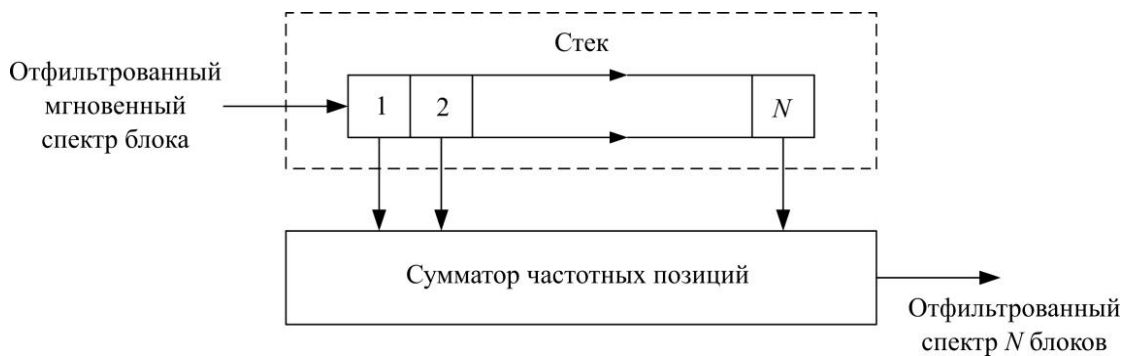 Стек
Отфильтрованный
мгновенный
спектр блока
1
2
N
Сумматор частотных позиций
Отфильтрованный
спектр N блоков